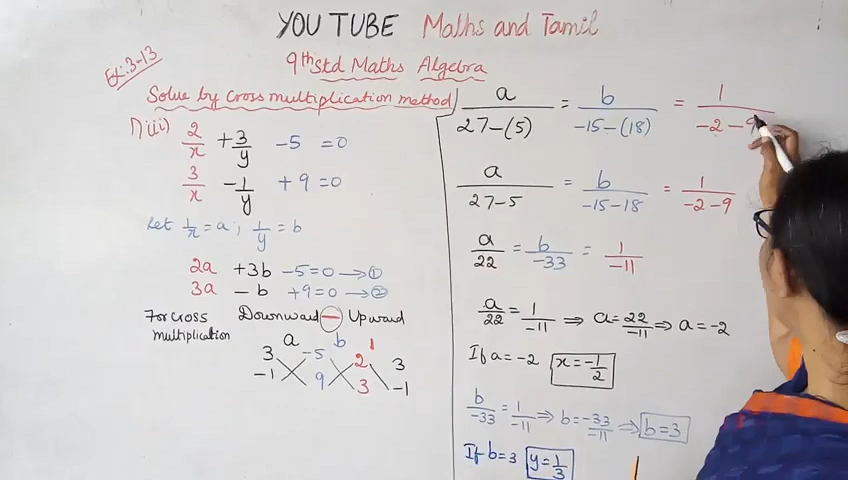 YOU TUBE Maths and Tamil
Ex:3-13
9th Std Maths Algebra
Solve by Cross multiplication method
1) iii) 2/x + 3/y - 5 = 0
3/x - 1/y + 9 = 0
Let 1/x = a ; 1/y = b
2a + 3b - 5 = 0 → ①
3a - b + 9 = 0 → ②
For Cross multiplication
Downward - Upward
a b 1
3 -5 2 3
-1 9 3 -1
a/27-(5) = b/-15-(18) = 1/-2-9
a/27-5 = b/-15-18 = 1/-2-9
a/22 = b/-33 = 1/-11
a/22 = 1/-11 ⇒ a = 22/-11 ⇒ a = -2
If a = -2 x = -1/2
b/-33 = 1/-11 ⇒ b = -33/-11 ⇒ b = 3
If b = 3 y = 1/3